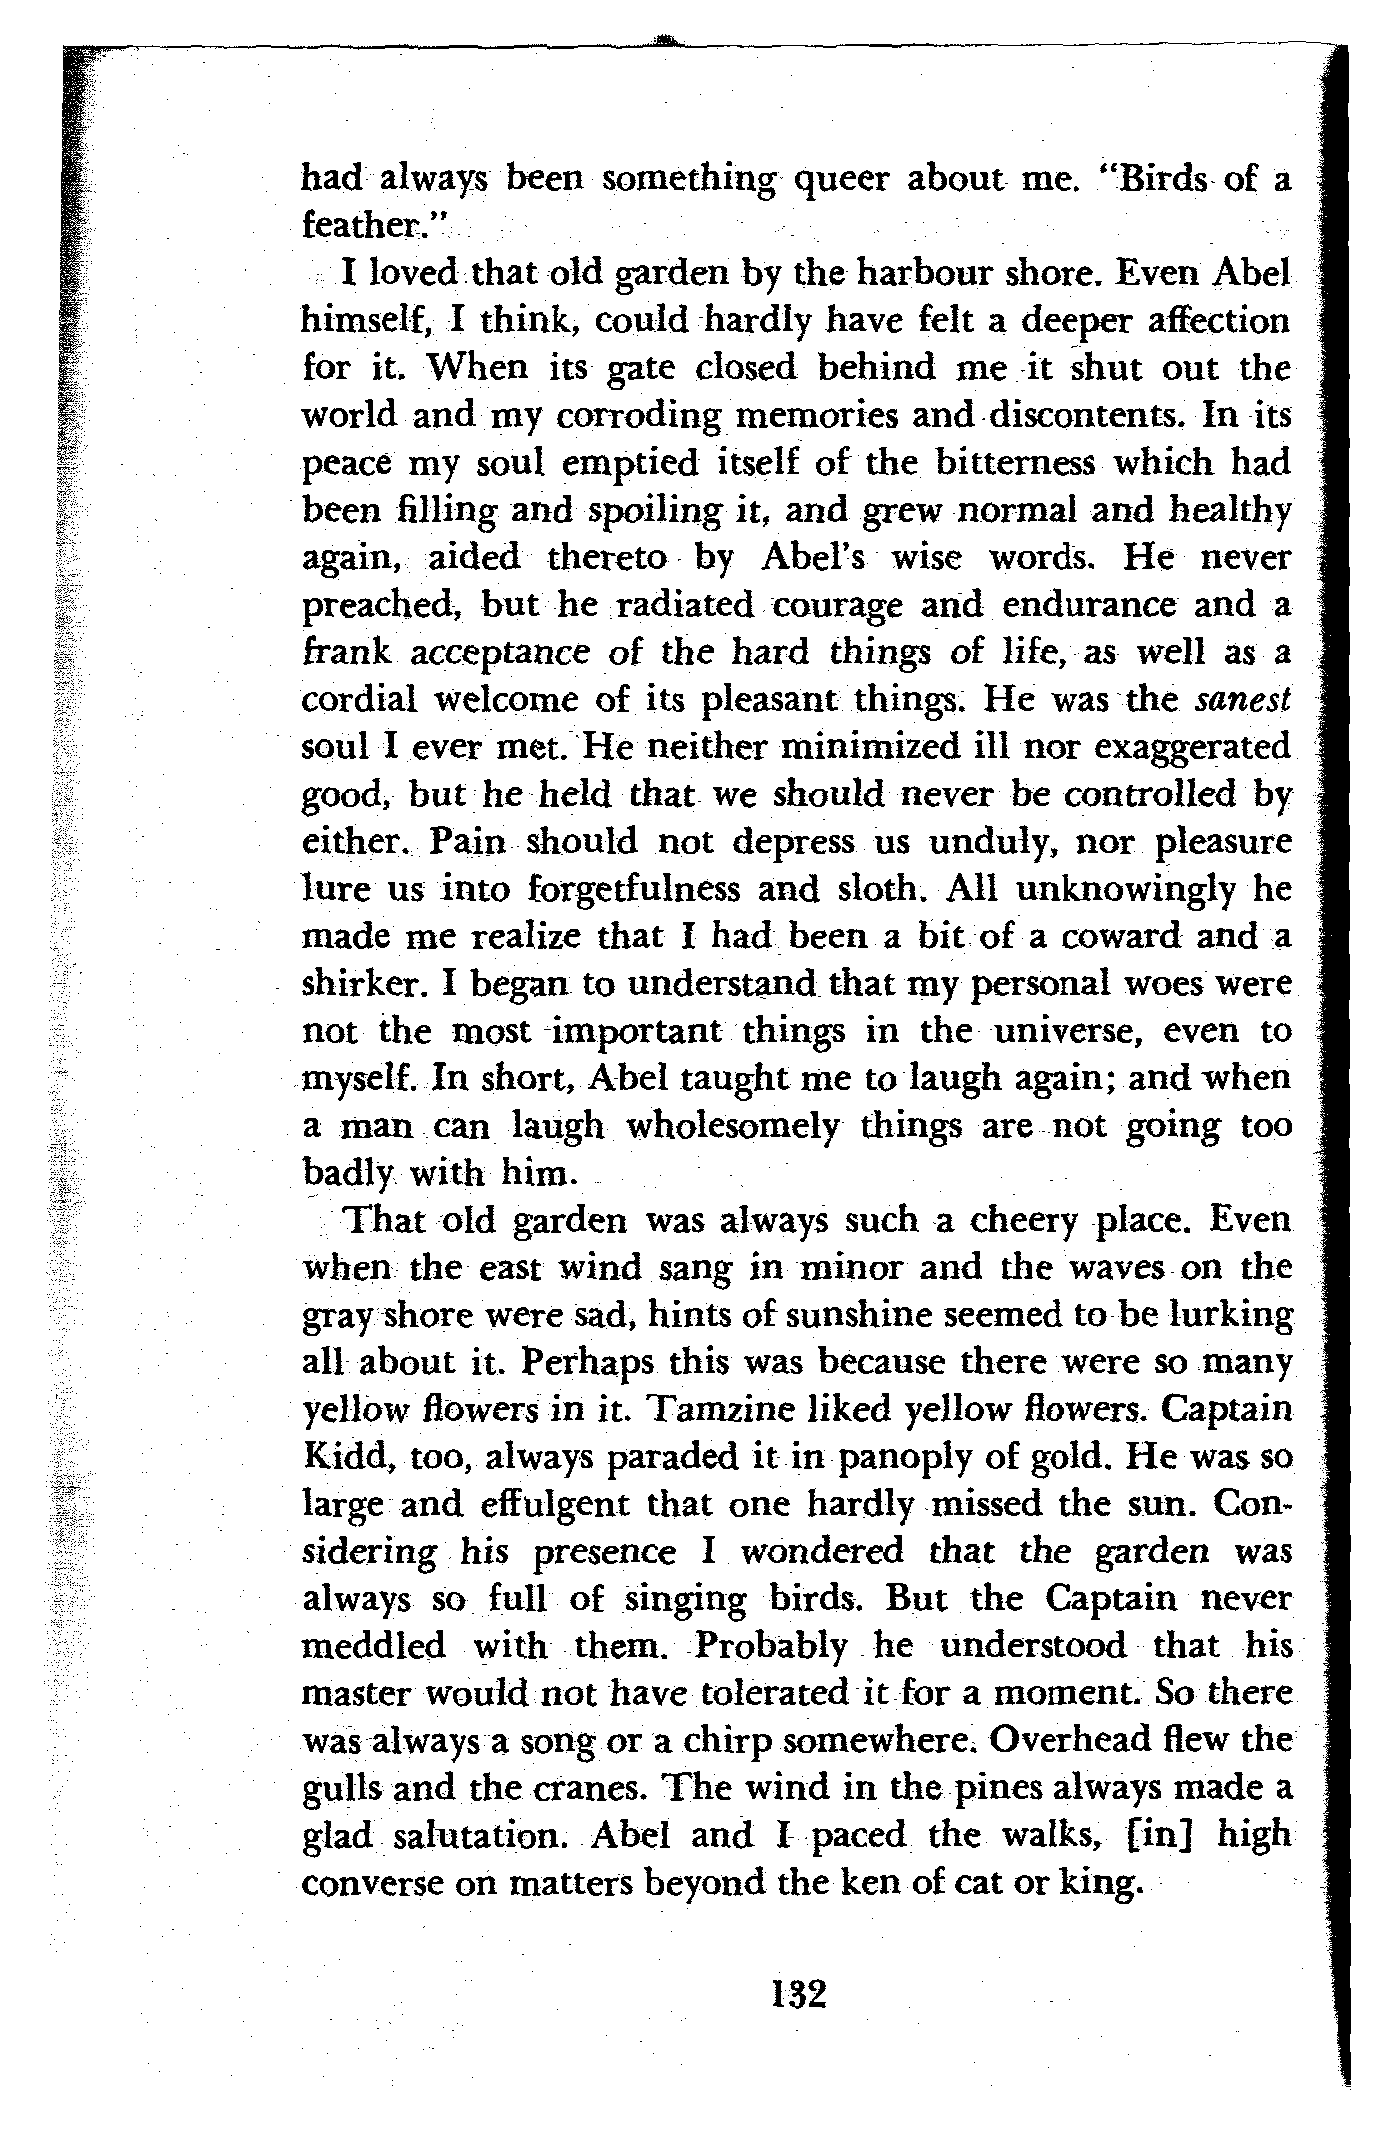 had always been something queer about me. "Birds of a
feather."
I loved that old garden by the harbour shore. Even Abel
himself, I think, could hardly have felt a deeper affection
for it. When its gate closed behind me it shut out the
world and my corroding memories and discontents. In its
peace my soul emptied itself of the bitterness which had
been filling and spoiling it, and grew normal and healthy
again, aided thereto by Abel's wise words. He never
preached, but he radiated courage and endurance and a
frank acceptance of the hard things of life, as well as a
cordial welcome of its pleasant things. He was the sanest
soul I ever met. He neither minimized ill nor exaggerated
good, but he held that we should never be controlled by
either. Pain should not depress us unduly, nor pleasure
lure us into forgetfulness and sloth. All unknowingly he
made me realize that I had been a bit of a coward and a
shirker. I began to understand that my personal woes were
not the most important things in the universe, even to
myself. In short, Abel taught me to laugh again; and when
a man can laugh wholesomely things are not going too
badly with him.
That old garden was always such a cheery place. Even
when the east wind sang in minor and the waves on the
gray shore were sad, hints of sunshine seemed to be lurking
all about it. Perhaps this was because there were so many
yellow flowers in it. Tamzine liked yellow flowers. Captain
Kidd, too, always paraded it in panoply of gold. He was so
large and effulgent that one hardly missed the sun. Con-
sidering his presence I wondered that the garden was
always so full of singing birds. But the Captain never
meddled with them. Probably he understood that his
master would not have tolerated it for a moment. So there
was always a song or a chirp somewhere. Overhead flew the
gulls and the cranes. The wind in the pines always made a
glad salutation. Abel and I paced the walks, [in] high
converse on matters beyond the ken of cat or king.
132